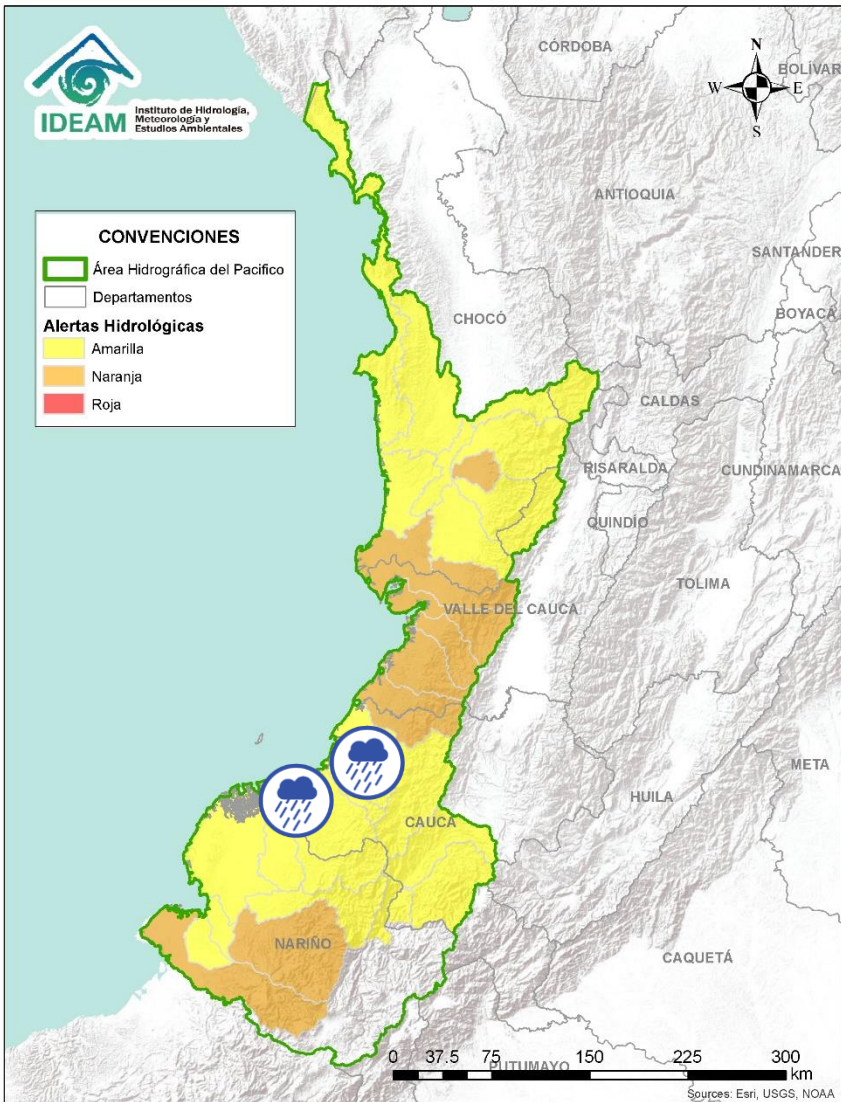 IDEAM
Instituto de Hidrología,
Meteorología y
Estudios Ambientales
N
W
E
S
CÓRDOBA
BOLÍVAR
ANTIOQUIA
SANTANDER
BOYACÁ
CHOCÓ
CALDAS
RISARALDA
CUNDINAMARCA
QUINDÍO
TOLIMA
VALLE DEL CAUCA
META
HUILA
CAUCA
NARIÑO
CAQUETÁ
PUTUMAYO
CONVENCIONES
Área Hidrográfica del Pacifico
Departamentos
Alertas Hidrológicas
Amarilla
Naranja
Roja
0 37.5 75 150 225 300
km
Sources: Esri, USGS, NOAA